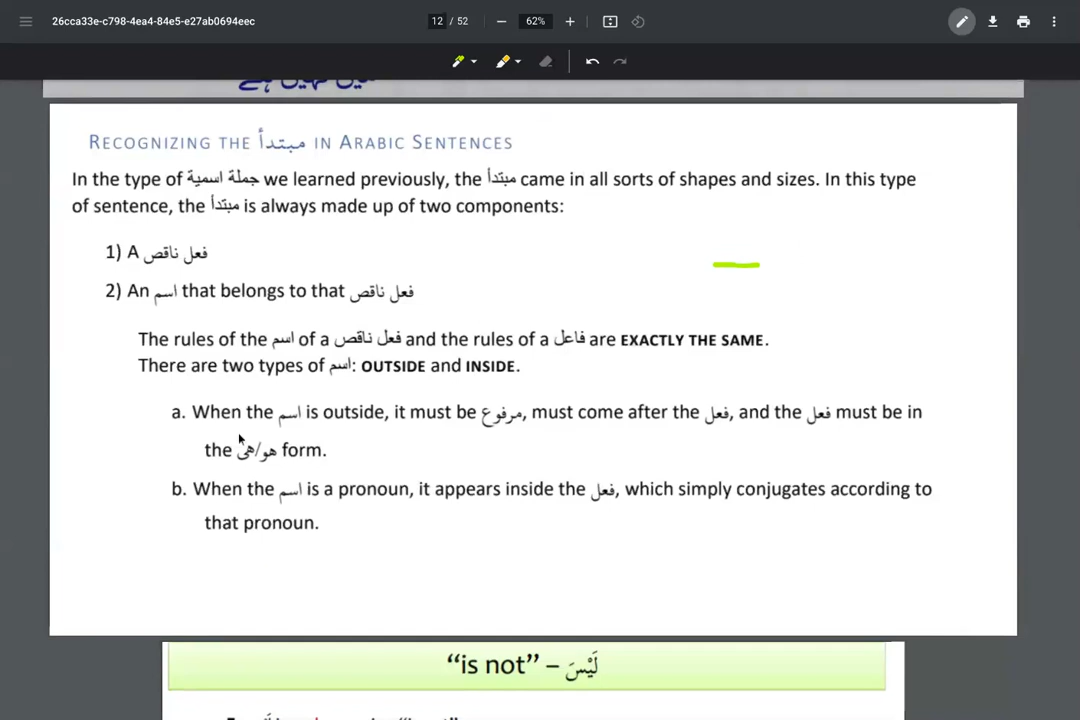 26cca33e-c798-4ea4-84e5-e27ab0694eec
12 / 52
62%
RECOGNIZING THE مبتدأ IN ARABIC SENTENCES
In the type of جملة اسمية we learned previously, the مبتدأ came in all sorts of shapes and sizes. In this type
of sentence, the مبتدأ is always made up of two components:
1) A فعل ناقص
2) An اسم that belongs to that فعل ناقص
The rules of the اسم of a فعل ناقص and the rules of a فاعل are EXACTLY THE SAME.
There are two types of اسم: OUTSIDE and INSIDE.
a. When the اسم is outside, it must be مرفوع, must come after the فعل, and the فعل must be in
the هو/هي form.
b. When the اسم is a pronoun, it appears inside the فعل, which simply conjugates according to
that pronoun.
“is not” – لَيْسَ